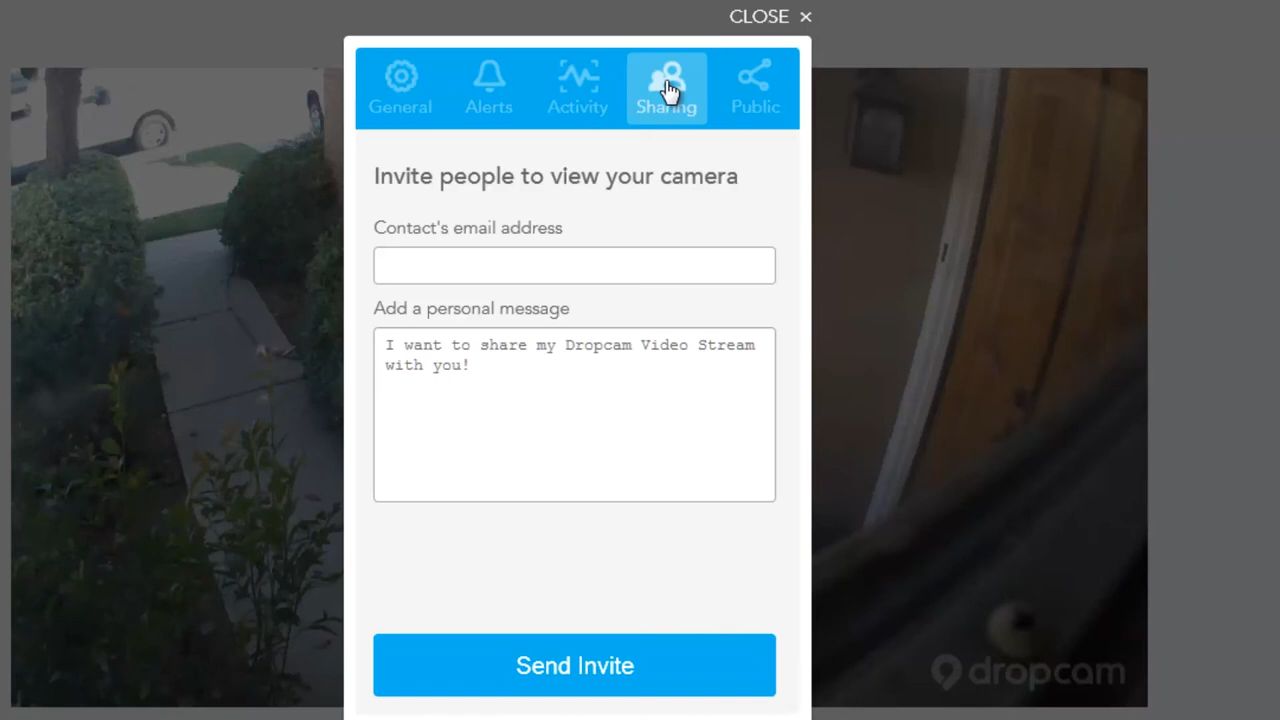 CLOSE ×
General Alerts Activity Sharing Public
Invite people to view your camera
Contact's email address
Add a personal message
I want to share my Dropcam Video Stream
with you!
Send Invite
dropcam